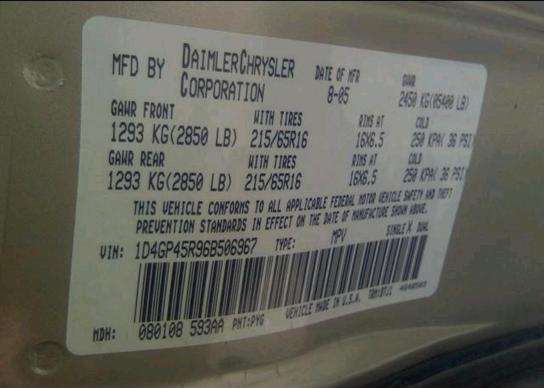 MFD BY DAIMLERCHRYSLER CORPORATION DATE OF MFR 8-05 GVWR 2450 KG(05400 LB)
GAWR FRONT WITH TIRES RIMS AT COLD
1293 KG(2850 LB) 215/65R16 16X6.5 250 KPA( 36 PSI
GAWR REAR WITH TIRES RIMS AT COLD
1293 KG(2850 LB) 215/65R16 16X6.5 250 KPA( 36 PSI
THIS VEHICLE CONFORMS TO ALL APPLICABLE FEDERAL MOTOR VEHICLE SAFETY AND THEFT
PREVENTION STANDARDS IN EFFECT ON THE DATE OF MANUFACTURE SHOWN ABOVE.
VIN: 1D4GP45R96B506967 TYPE: MPV SINGLE X DUAL
MDH: 080108 593AA PNT:PYG VEHICLE MADE IN U.S.A.